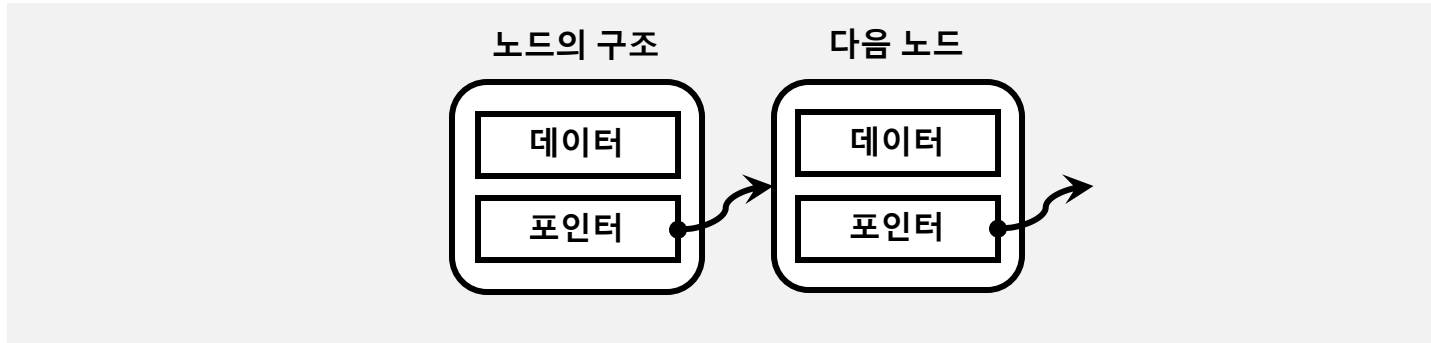 노드의 구조
다음 노드
데이터
데이터
포인터
포인터